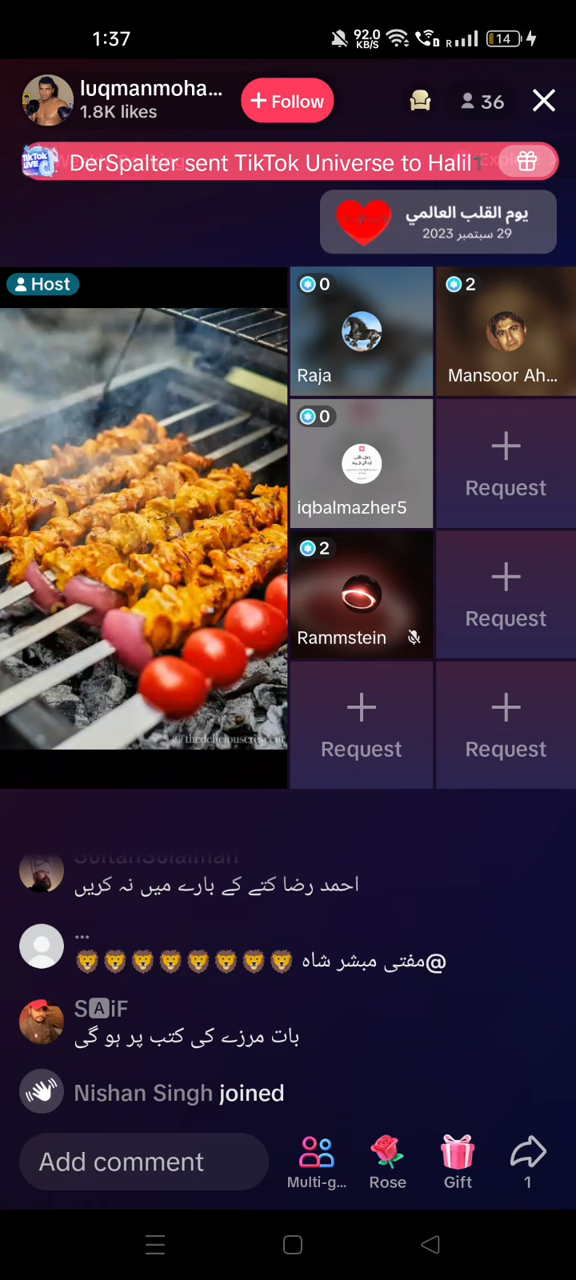 1:37
92.0
KB/S
R
14
luqmanmoha...
1.8K likes
+ Follow
36
DerSpalter sent TikTok Universe to Halil
يوم القلب العالمي
29 سبتمبر 2023
Host
0
Raja
2
Mansoor Ah...
0
iqbalmazher5
Request
2
Rammstein
Request
Request
Request
@thedeliciouscrescent
SultanSulaiman
احمد رضا کتے کے بارے میں نہ کریں
...
@مفتی مبشر شاہ 🦁🦁🦁🦁🦁🦁🦁🦁
S🅰iF
بات مرزے کی کتب پر ہو گی
Nishan Singh joined
Add comment
Multi-g...
Rose
Gift
1